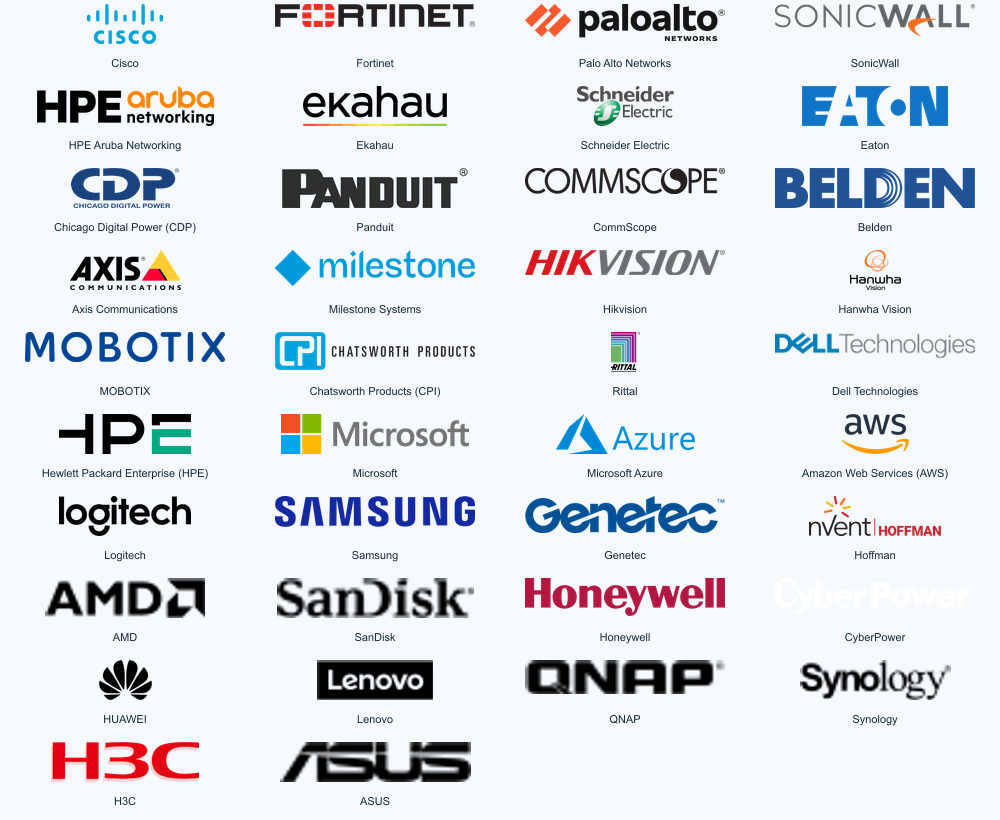 CISCO
FORTINET®
paloalto®
NETWORKS
SONICWALL®
Cisco
Fortinet
Palo Alto Networks
SonicWall
HPE aruba
networking
ekahau
Schneider
Electric
EATON
HPE Aruba Networking
Ekahau
Schneider Electric
Eaton
CDP®
CHICAGO DIGITAL POWER
PANDUIT®
COMMSCOPE®
BELDEN
Chicago Digital Power (CDP)
Panduit
CommScope
Belden
AXIS®
COMMUNICATIONS
milestone
HIKVISION®
Hanwha
Vision
Axis Communications
Milestone Systems
Hikvision
Hanwha Vision
MOBOTIX
CPI CHATSWORTH PRODUCTS
RITTAL
DELL Technologies
MOBOTIX
Chatsworth Products (CPI)
Rittal
Dell Technologies
HPE
Microsoft
Azure
aws
Hewlett Packard Enterprise (HPE)
Microsoft
Microsoft Azure
Amazon Web Services (AWS)
logitech
SAMSUNG
Genetec™
nVent HOFFMAN
Logitech
Samsung
Genetec
Hoffman
AMD
SanDisk
Honeywell
CyberPower
AMD
SanDisk
Honeywell
CyberPower
Lenovo
QNAP
Synology
HUAWEI
Lenovo
QNAP
Synology
H3C
ASUS
H3C
ASUS